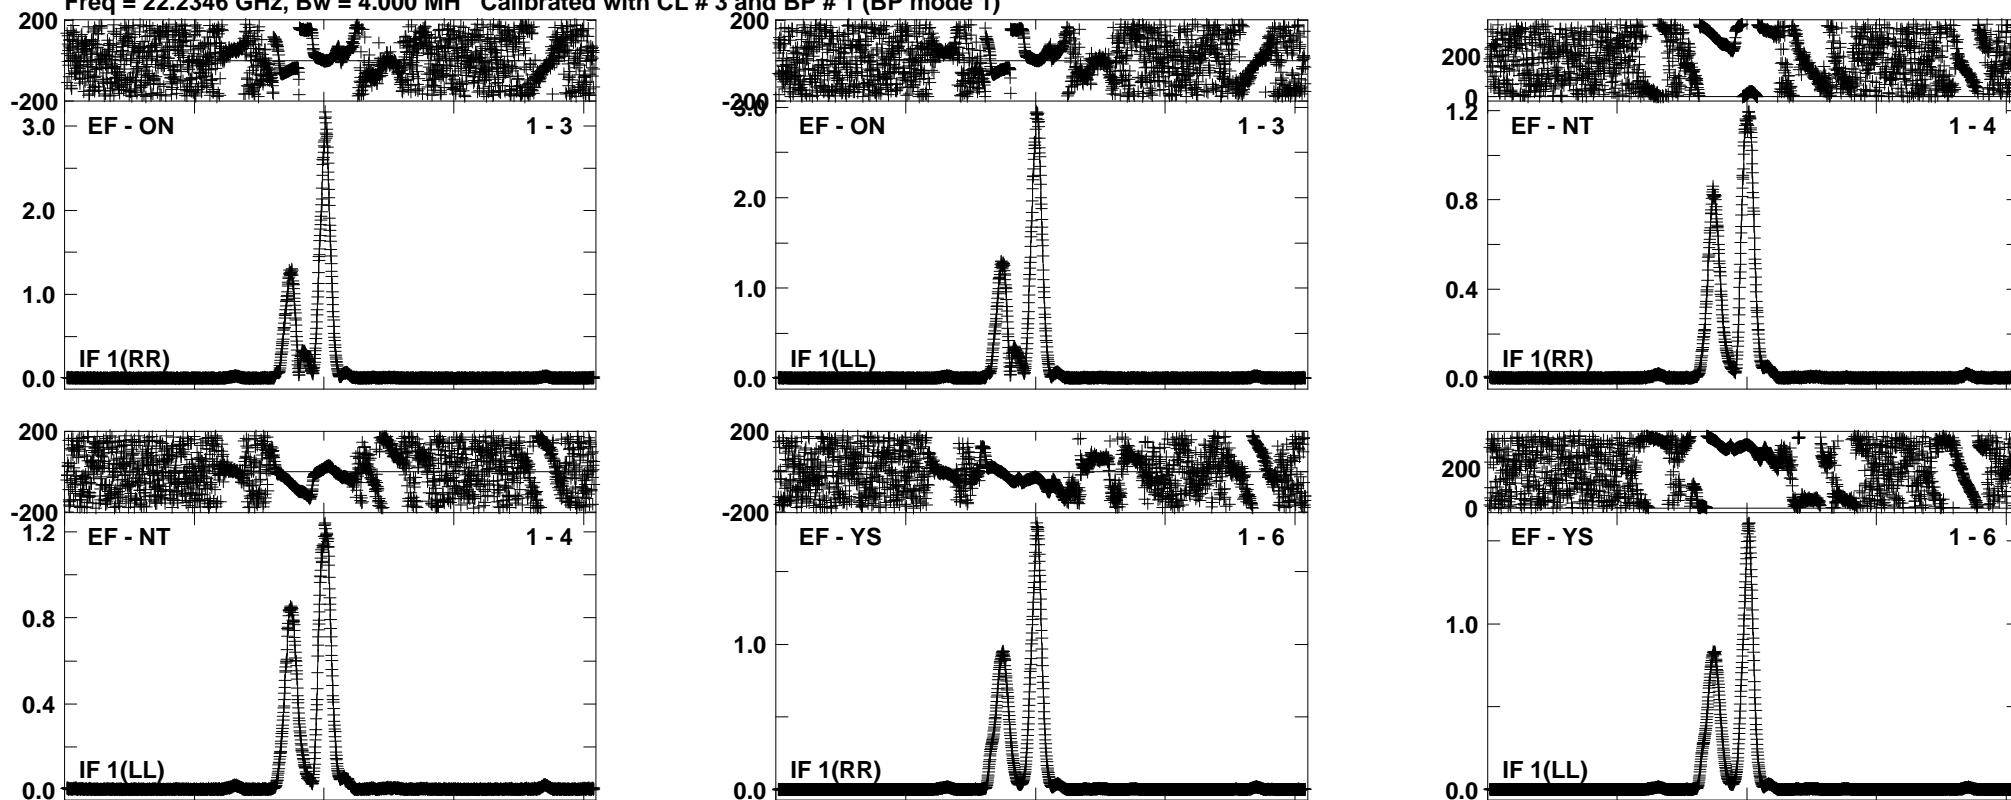 Freq = 22.2346 GHz, Bw = 4.000 MH Calibrated with CL # 3 and BP # 1 (BP mode 1)
200
-200
EF - ON
1 - 3
3.0
2.0
1.0
0.0
IF 1(RR)
200
-200
3.0
EF - ON
1 - 3
2.0
1.0
0.0
IF 1(LL)
200
0
1.2
EF - NT
1 - 4
0.8
0.4
0.0
IF 1(RR)
200
-200
EF - NT
1 - 4
1.2
0.8
0.4
0.0
IF 1(LL)
200
-200
EF - YS
1 - 6
1.0
0.0
IF 1(RR)
200
0
EF - YS
1 - 6
1.0
0.0
IF 1(LL)